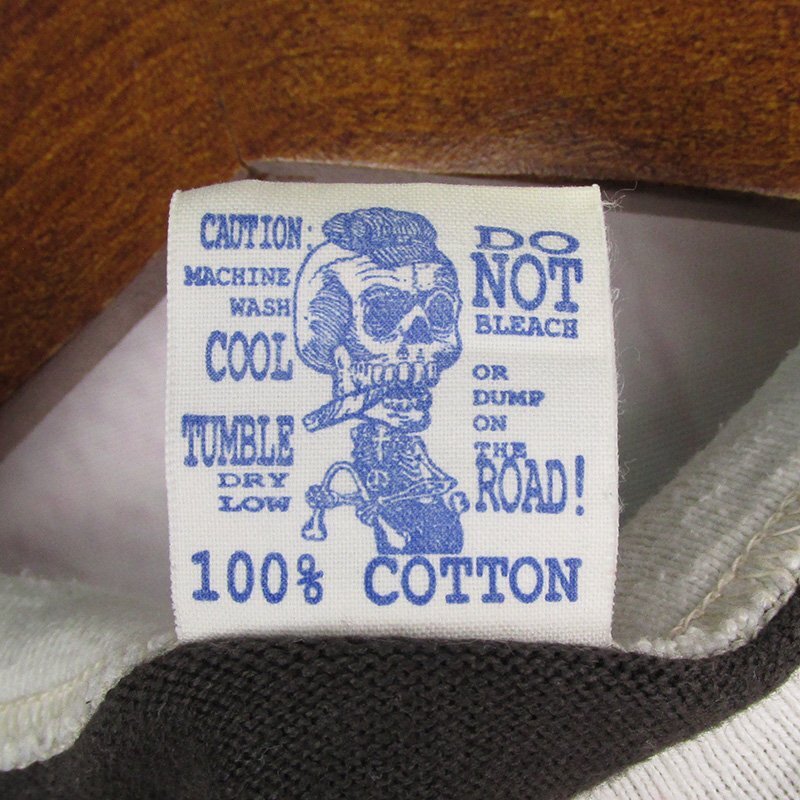 CAUTION:
MACHINE
WASH
COOL
TUMBLE
DRY
LOW
DO
NOT
BLEACH
OR
DUMP
ON
THE
ROAD!
100% COTTON